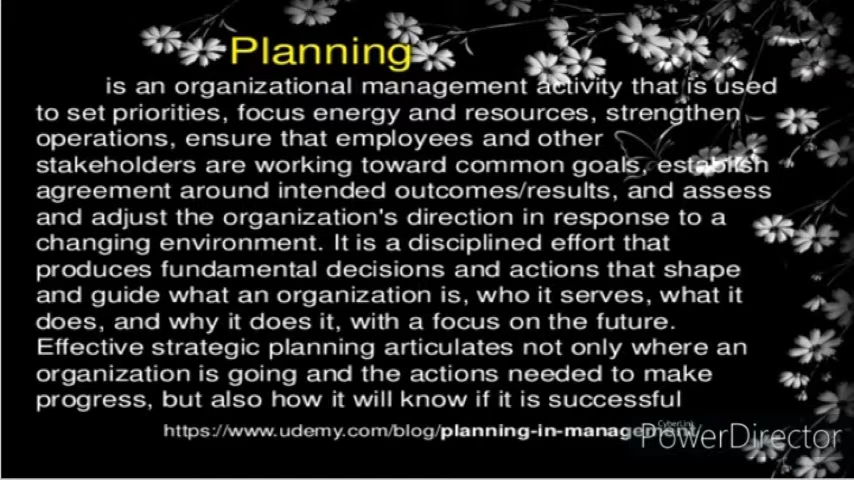 Planning
is an organizational management activity that is used
to set priorities, focus energy and resources, strengthen
operations, ensure that employees and other
stakeholders are working toward common goals, establish
agreement around intended outcomes/results, and assess
and adjust the organization's direction in response to a
changing environment. It is a disciplined effort that
produces fundamental decisions and actions that shape
and guide what an organization is, who it serves, what it
does, and why it does it, with a focus on the future.
Effective strategic planning articulates not only where an
organization is going and the actions needed to make
progress, but also how it will know if it is successful
https://www.udemy.com/blog/planning-in-management/
CyberLink
PowerDirector